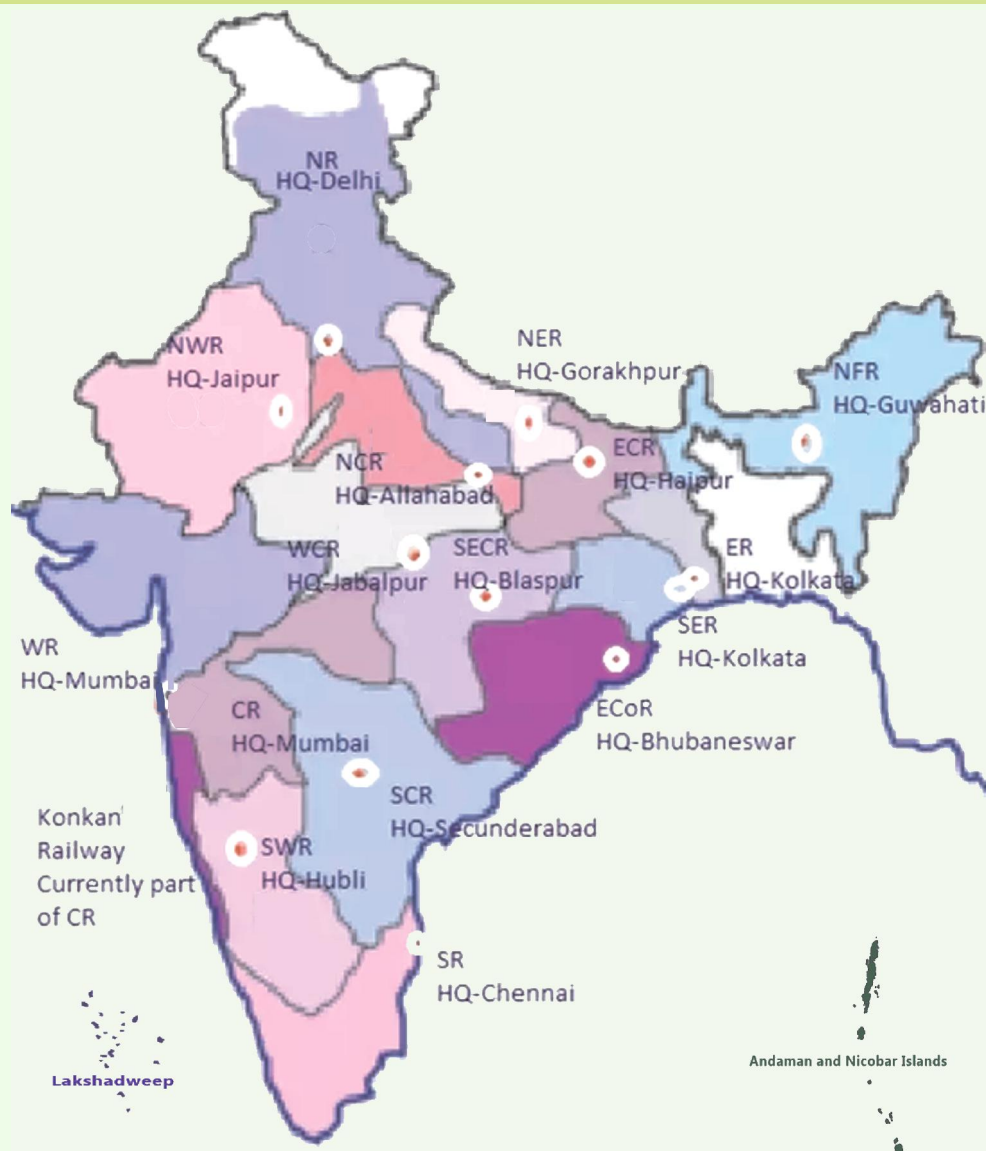 NR
HQ-Delhi
NWR
HQ-Jaipur
NER
HQ-Gorakhpur
NFR
HQ-Guwahati
NCR
HQ-Allahabad
ECR
HQ-Haipur
WCR
HQ-Jabalpur
SECR
HQ-Blaspur
ER
HQ-Kolkata
SER
HQ-Kolkata
WR
HQ-Mumbai
CR
HQ-Mumbai
ECoR
HQ-Bhubaneswar
SCR
HQ-Secunderabad
Konkan
Railway
Currently part
of CR
SWR
HQ-Hubli
SR
HQ-Chennai
Lakshadweep
Andaman and Nicobar Islands